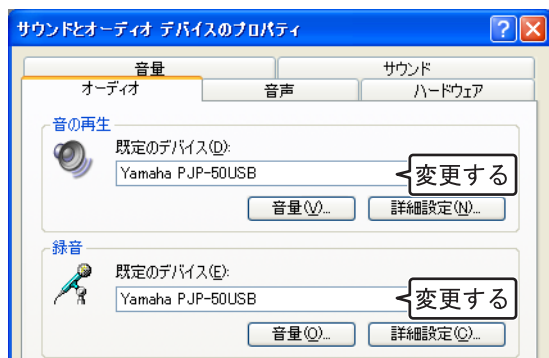 サウンドとオーディオ デバイスのプロパティ
音量 サウンド
オーディオ 音声 ハードウェア
音の再生
既定のデバイス(D):
Yamaha PJP-50USB
変更する
音量(V)... 詳細設定(N)...
録音
既定のデバイス(E):
Yamaha PJP-50USB
変更する
音量(O)... 詳細設定(C)...